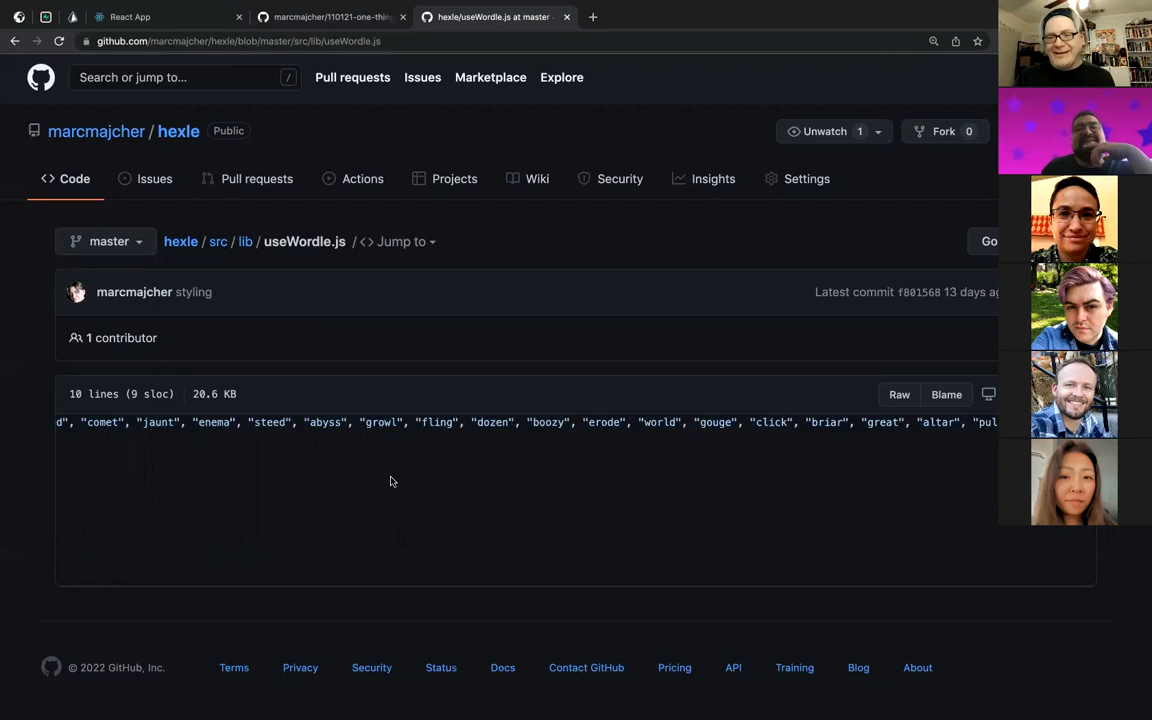 React App
marcmajcher/110121-one-thin
hexle/useWordle.js at master
github.com/marcmajcher/hexle/blob/master/src/lib/useWordle.js
Search or jump to...
/
Pull requests
Issues
Marketplace
Explore
marcmajcher / hexle
Public
Unwatch 1
Fork 0
<> Code
Issues
Pull requests
Actions
Projects
Wiki
Security
Insights
Settings
master
hexle / src / lib / useWordle.js / <> Jump to
Go
marcmajcher styling
Latest commit f801568 13 days ag
1 contributor
10 lines (9 sloc)
20.6 KB
Raw
Blame
d", "comet", "jaunt", "enema", "steed", "abyss", "growl", "fling", "dozen", "boozy", "erode", "world", "gouge", "click", "briar", "great", "altar", "pul
© 2022 GitHub, Inc.
Terms
Privacy
Security
Status
Docs
Contact GitHub
Pricing
API
Training
Blog
About